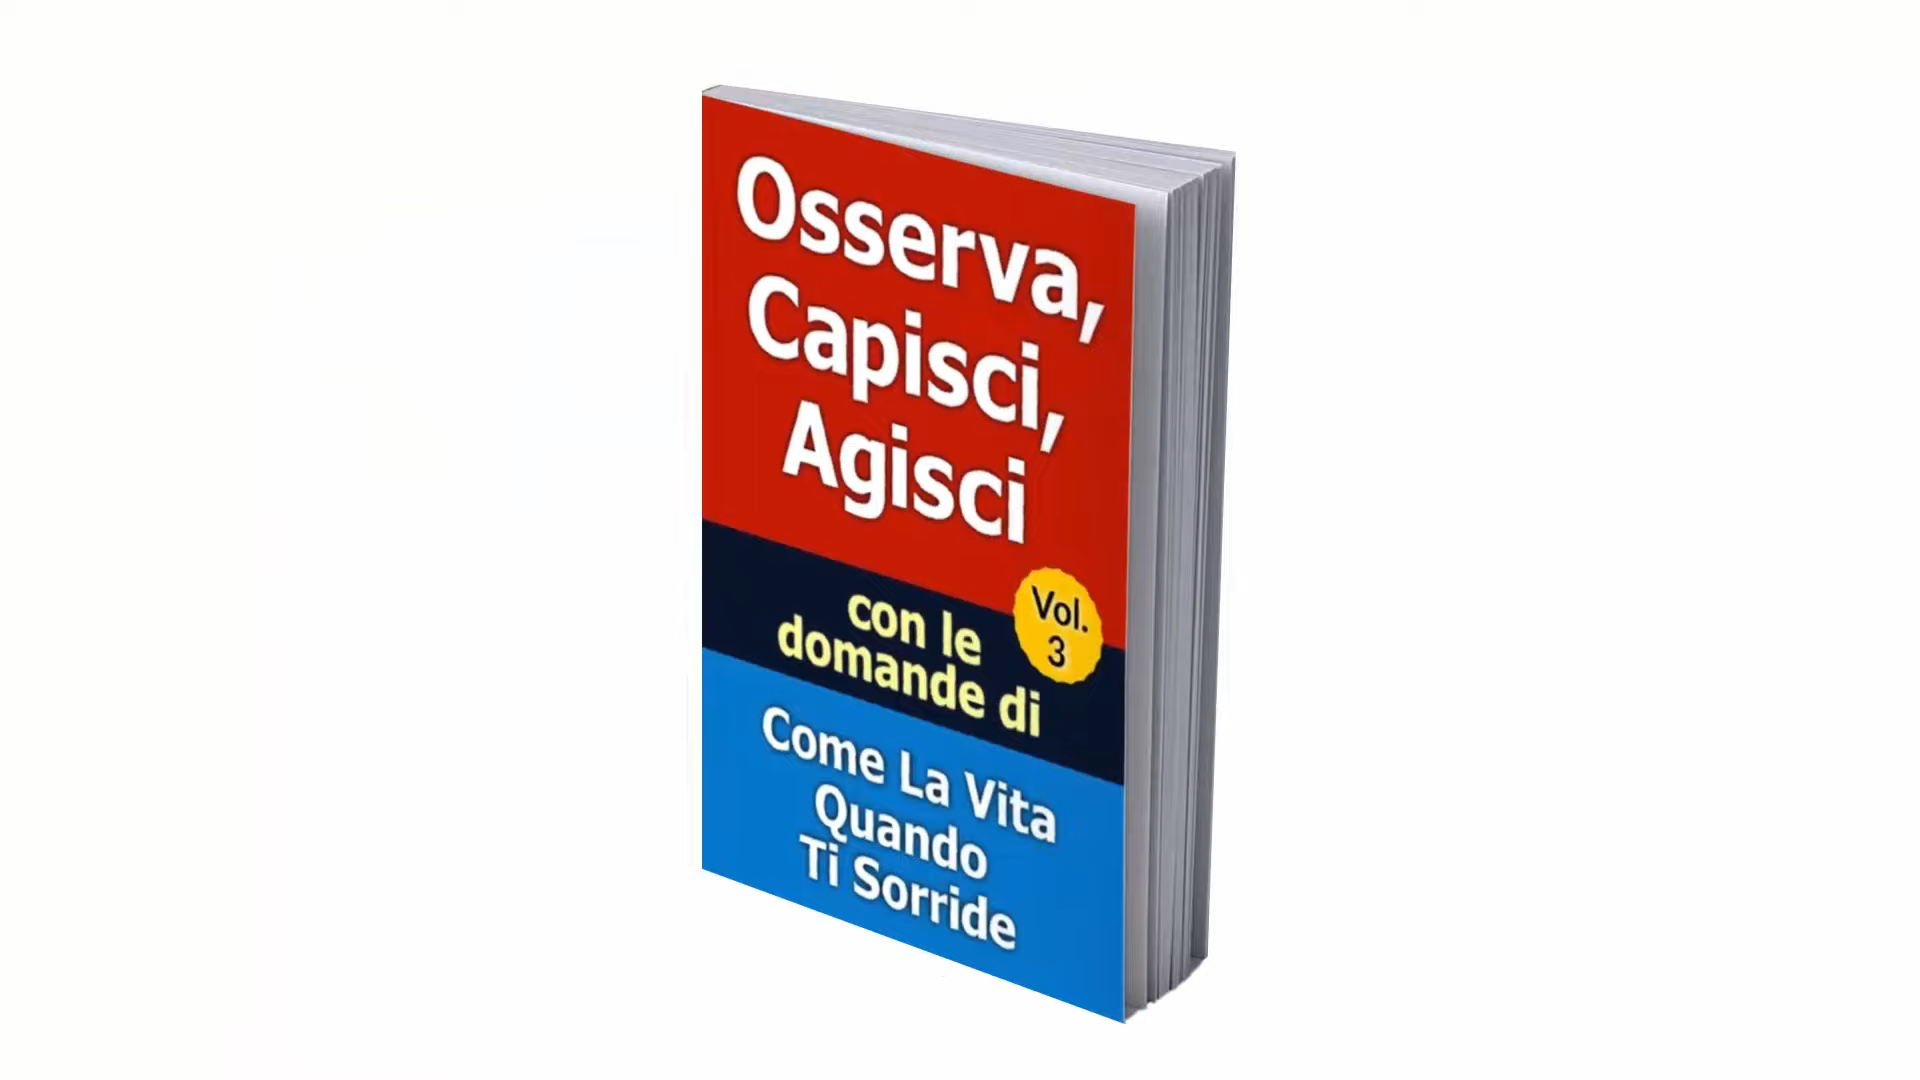 Osserva,
Capisci,
Agisci
Vol.
3
con le
domande di
Come La Vita
Quando
Ti Sorride